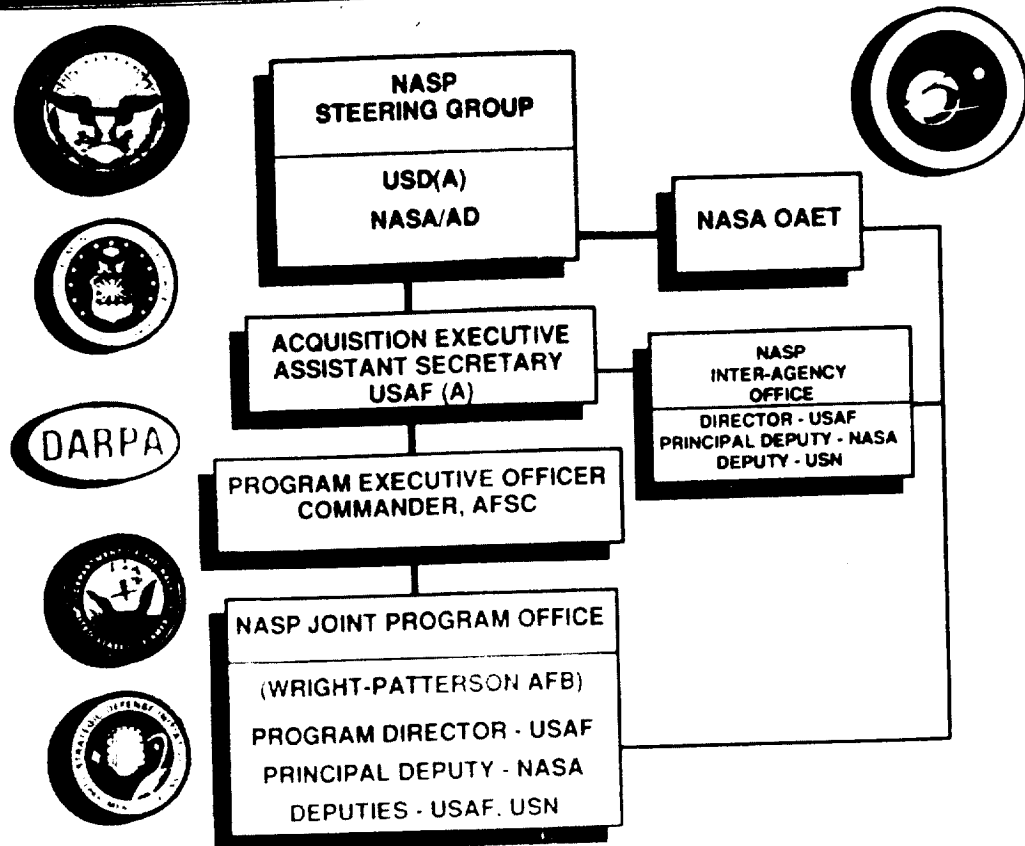 NASP
STEERING GROUP
USD(A)
NASA/AD
NASA OAET
ACQUISITION EXECUTIVE
ASSISTANT SECRETARY
USAF (A)
NASP
INTER-AGENCY
OFFICE
DIRECTOR - USAF
PRINCIPAL DEPUTY - NASA
DEPUTY - USN
DARPA
PROGRAM EXECUTIVE OFFICER
COMMANDER, AFSC
NASP JOINT PROGRAM OFFICE
(WRIGHT-PATTERSON AFB)
PROGRAM DIRECTOR - USAF
PRINCIPAL DEPUTY - NASA
DEPUTIES - USAF. USN
STRATEGIC DEFENSE